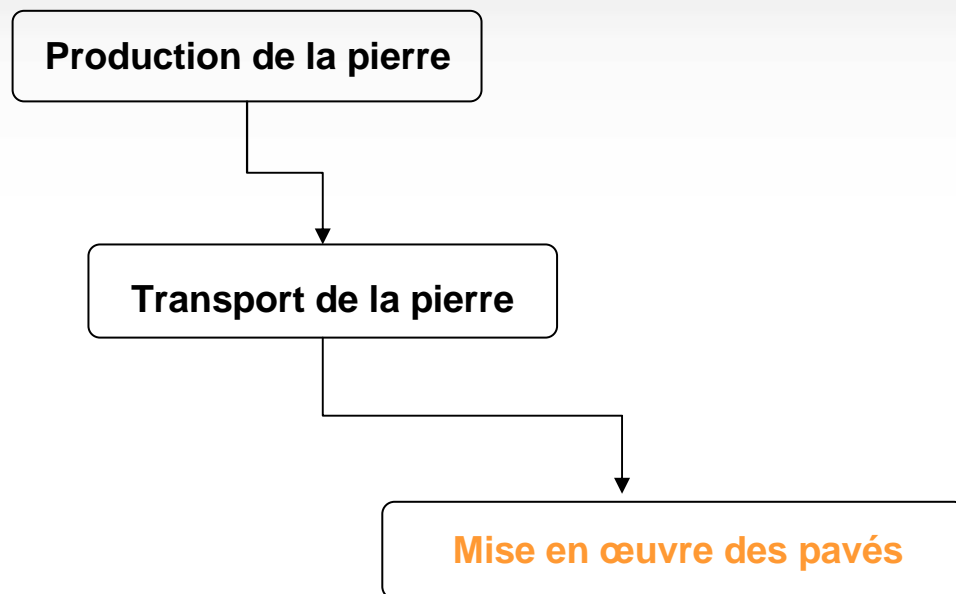 Production de la pierre
Transport de la pierre
Mise en œuvre des pavés